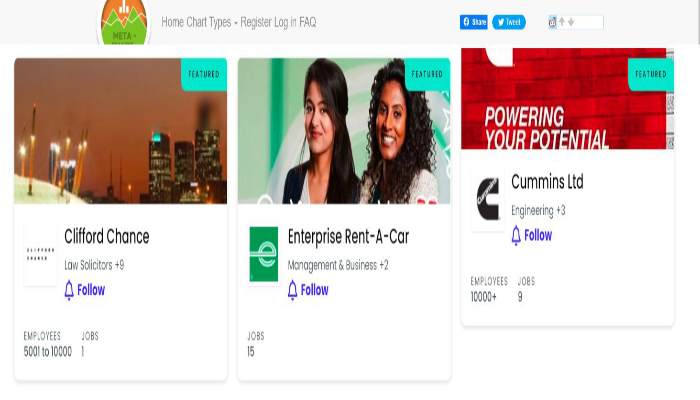 META -
Home Chart Types Register Log in FAQ
Share
Tweet
FEATURED
CLIFFORD
CHANCE
Clifford Chance
Law Solicitors +9
Follow
EMPLOYEES JOBS
5001 to 10000 1
FEATURED
Enterprise Rent-A-Car
Management & Business +2
Follow
JOBS
15
FEATURED
POWERING
YOUR POTENTIAL
Cummins Ltd
Engineering +3
Follow
EMPLOYEES JOBS
10000+ 9